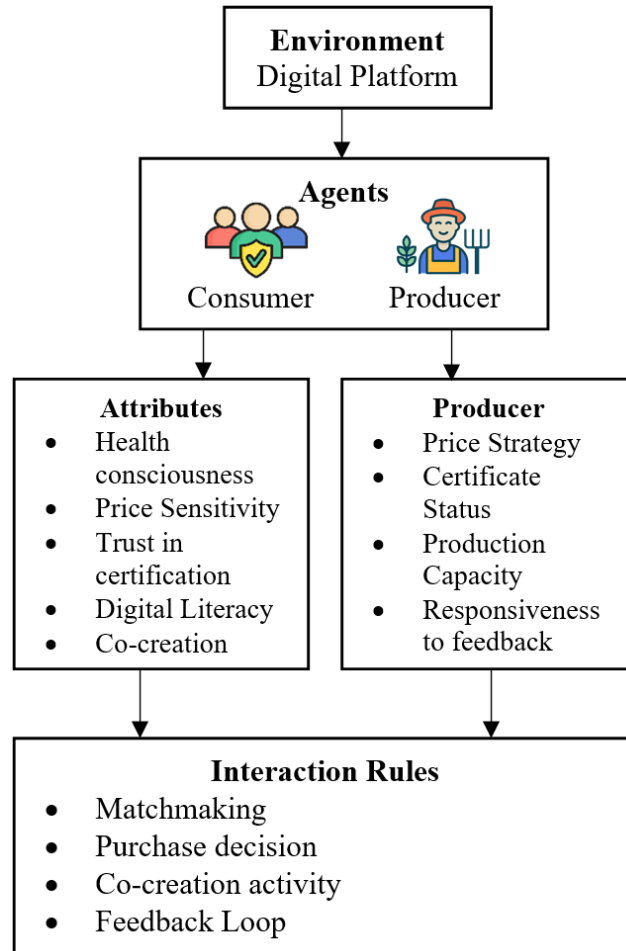 Environment
Digital Platform
Agents
Consumer
Producer
Attributes
• Health
consciousness
• Price Sensitivity
• Trust in
certification
• Digital Literacy
• Co-creation
Producer
• Price Strategy
• Certificate
Status
• Production
Capacity
• Responsiveness
to feedback
Interaction Rules
• Matchmaking
• Purchase decision
• Co-creation activity
• Feedback Loop